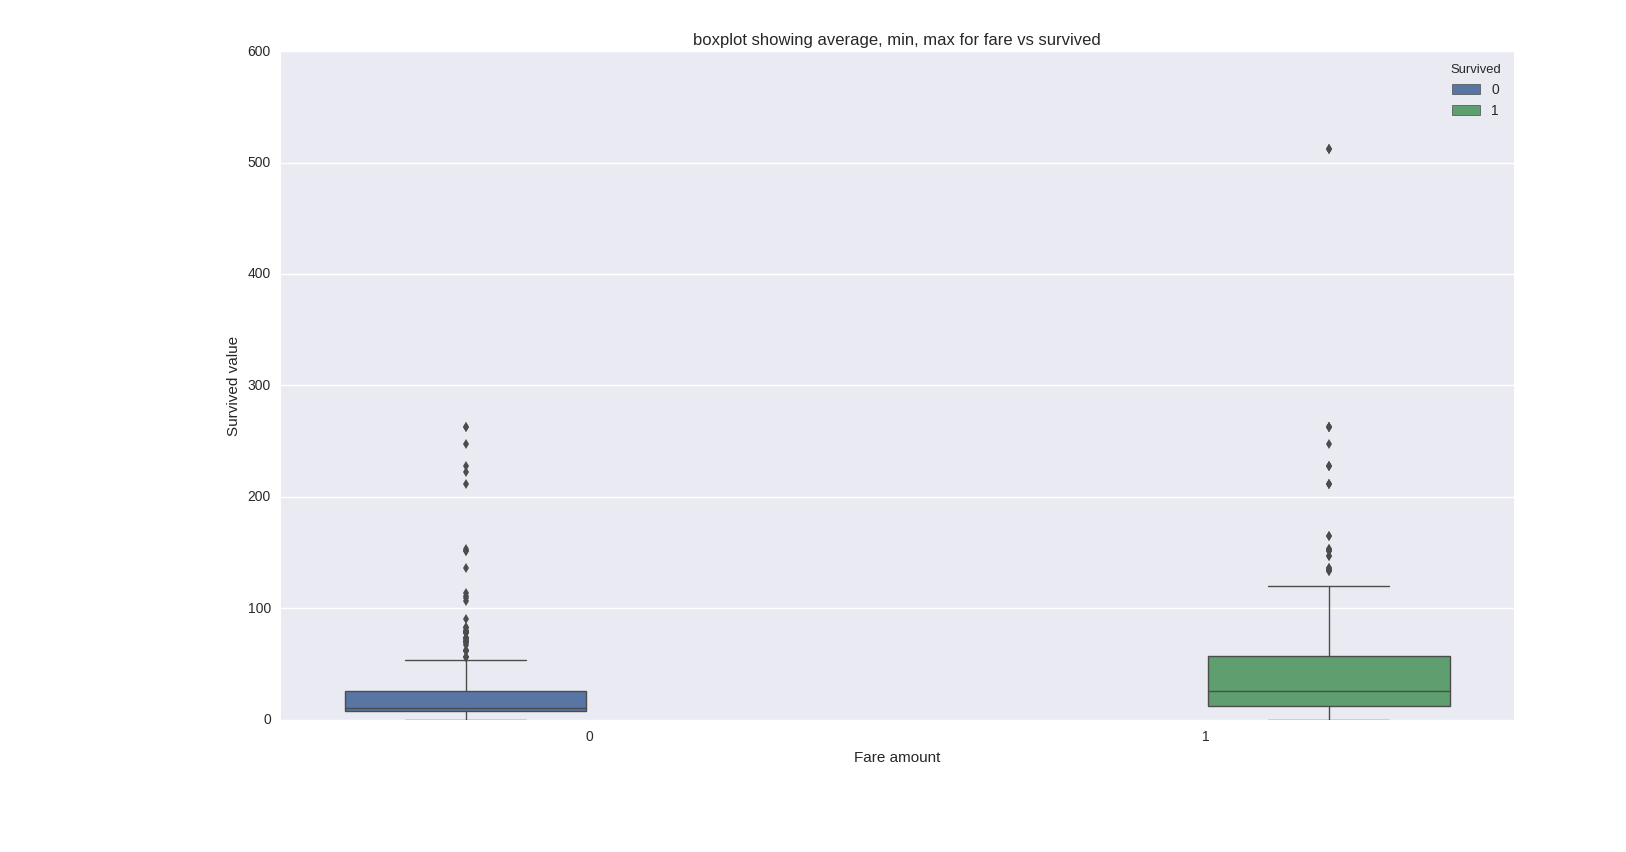 boxplot showing average, min, max for fare vs survived
600
500
400
300
200
100
0
Survived value
Survived
0
1
0 1
Fare amount